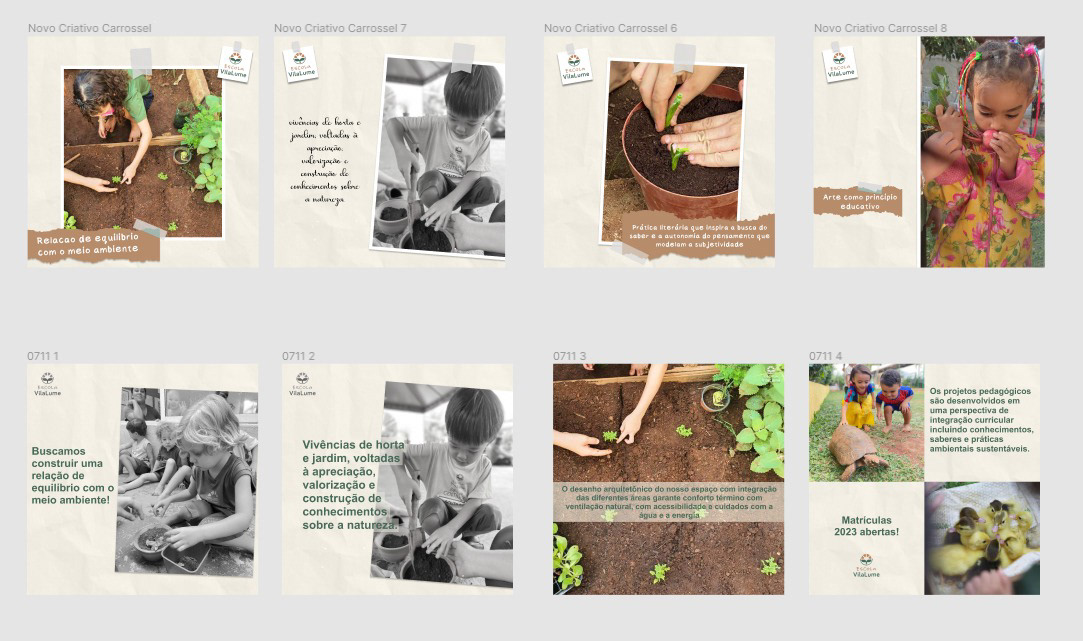 Novo Criativo Carrossel
Novo Criativo Carrossel 7
Novo Criativo Carrossel 6
Novo Criativo Carrossel 8
ESCOLA
VilaLume
Relacao de equilibrio
com o meio ambiente
ESCOLA
VilaLume
vivências de horta e
jardim, voltadas à
apreciação,
valorização e
construção de
conhecimentos sobre
a natureza.
ESCOLA
VilaLume
Prática literária que inspira a busca do
saber e a autonomia do pensamento que
modelam a subjetividade
ESCOLA
VilaLume
Arte como princípio
educativo
0711 1
0711 2
0711 3
0711 4
ESCOLA
VilaLume
Buscamos
construir uma
relação de
equilíbrio com o
meio ambiente!
ESCOLA
VilaLume
Vivências de horta
e jardim, voltadas
à apreciação,
valorização e
construção de
conhecimentos
sobre a natureza.
O desenho arquitetônico do nosso espaço com integração
das diferentes áreas garante conforto término com
ventilação natural, com acessibilidade e cuidados com a
água e a energia
Os projetos pedagógicos
são desenvolvidos em
uma perspectiva de
integração curricular
incluindo conhecimentos,
saberes e práticas
ambientais sustentáveis.
Matrículas
2023 abertas!
ESCOLA
VilaLume